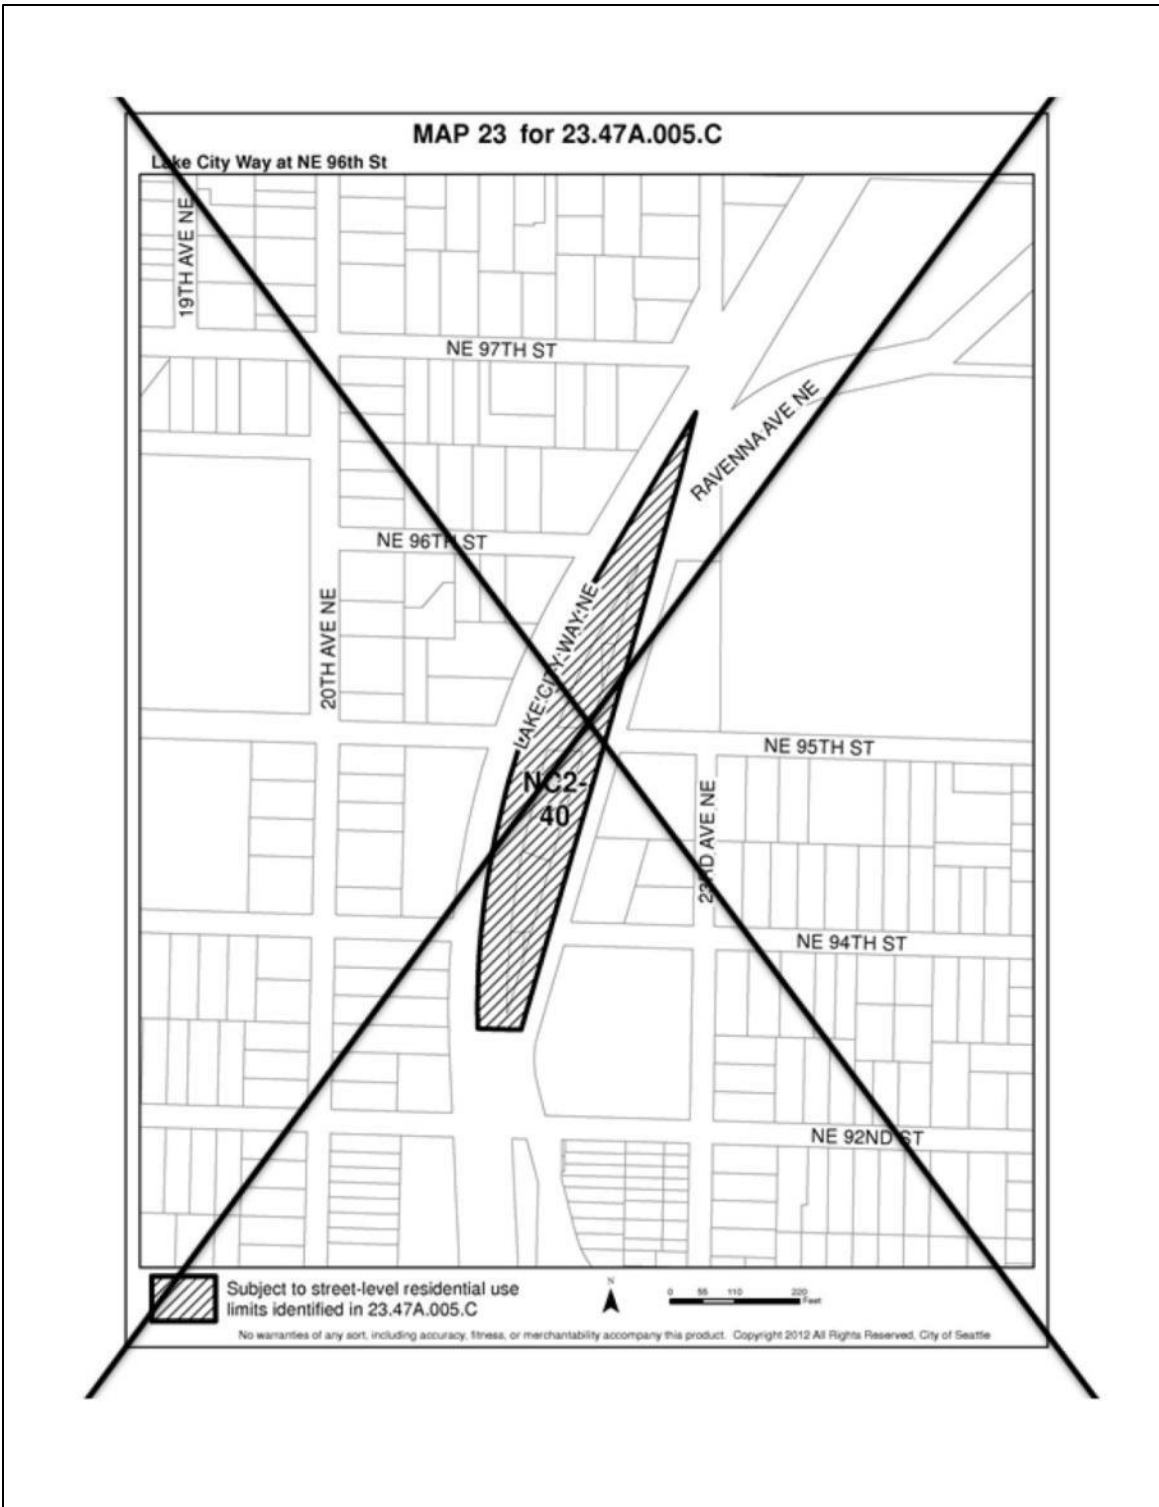 MAP 23 for 23.47A.005.C
Lake City Way at NE 96th St
19TH AVE NE
NE 97TH ST
RAVENNA AVE NE
NE 96TH ST
20TH AVE NE
LAKE CITY WAY NE
NE 95TH ST
NC2-
40
23RD AVE NE
NE 94TH ST
NE 92ND ST
Subject to street-level residential use
limits identified in 23.47A.005.C
N
0 55 110 220
Feet
No warranties of any sort, including accuracy, fitness, or merchantability accompany this product. Copyright 2012 All Rights Reserved, City of Seattle